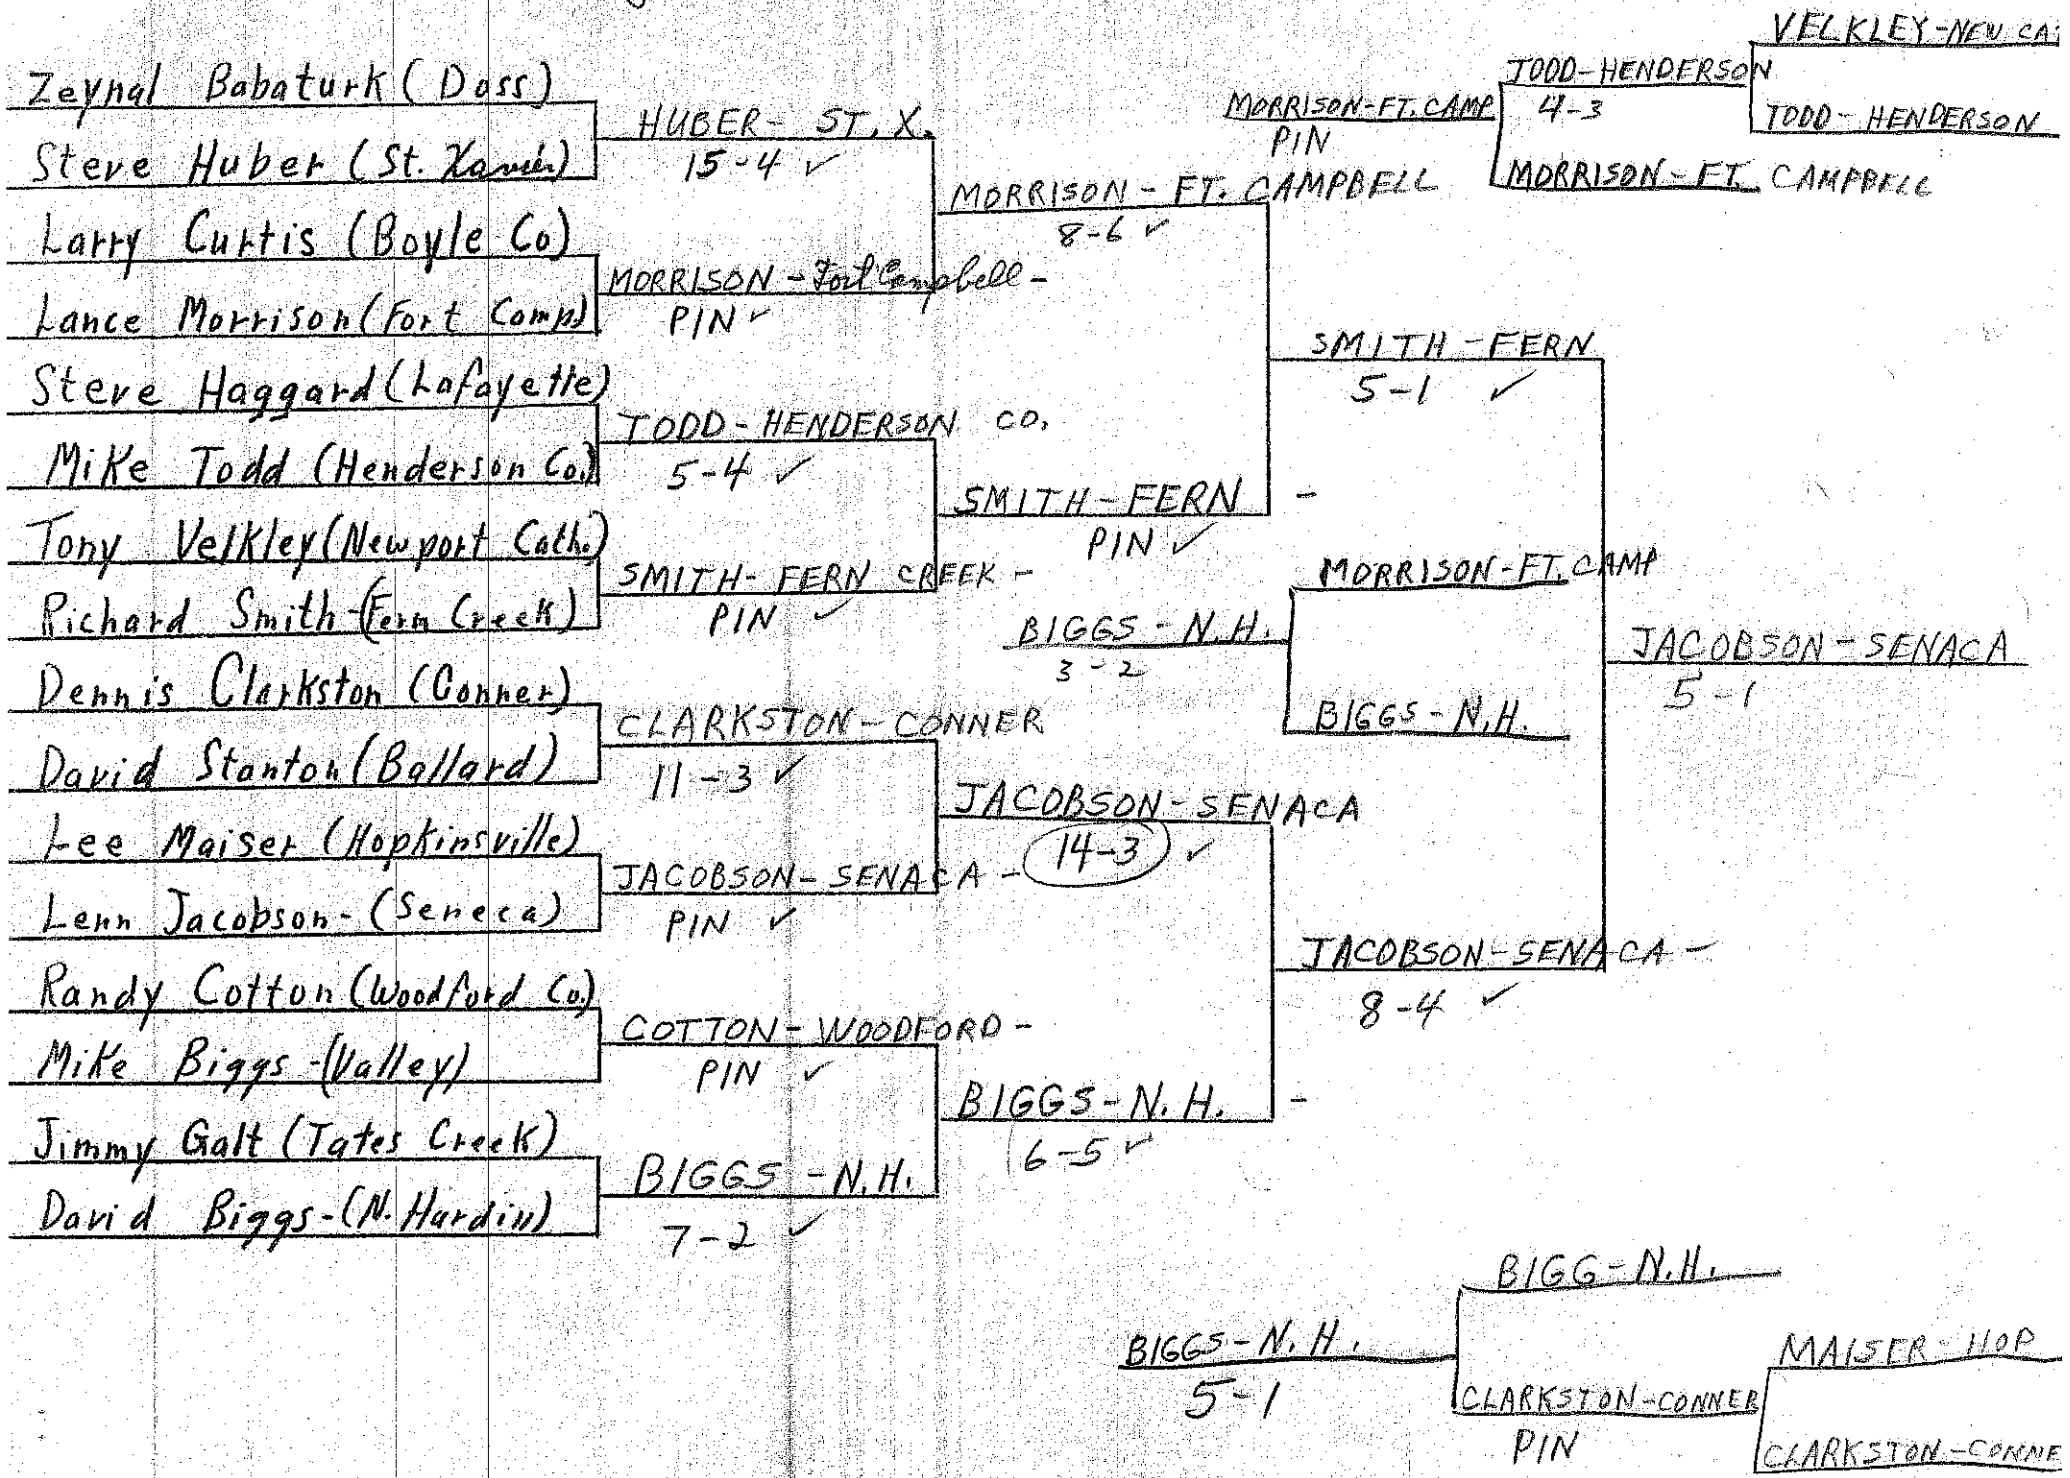 Zeynal Babaturk (Doss)
Steve Huber (St. Xavier)
Larry Curtis (Boyle Co)
Lance Morrison (Fort Camp)
Steve Haggard (Lafayette)
Mike Todd (Henderson Co.)
Tony Velkley (Newport Cath.)
Richard Smith - (Fern Creek)
Dennis Clarkston (Conner)
David Stanton (Ballard)
Lee Maiser (Hopkinsville)
Lenn Jacobson - (Seneca)
Randy Cotton (Woodford Co.)
Mike Biggs - (Valley)
Jimmy Galt (Tates Creek)
David Biggs - (N. Hardin)
HUBER - ST. X.
15-4 ✓
MORRISON - Fort Campbell -
PIN ✓
TODD - HENDERSON CO.
5-4 ✓
SMITH - FERN CREEK -
PIN ✓
CLARKSTON - CONNER
11-3 ✓
JACOBSON - SENACA -
PIN ✓
COTTON - WOODFORD -
PIN ✓
BIGGS - N.H.
7-2 ✓
MORRISON - FT. CAMPBELL
8-6 ✓
SMITH - FERN -
PIN ✓
JACOBSON - SENACA
14-3 ✓
BIGGS - N.H. -
6-5 ✓
SMITH - FERN
5-1 ✓
JACOBSON - SENACA -
8-4 ✓
JACOBSON - SENACA
5-1
MORRISON - FT. CAMP
BIGGS - N.H.
3-2
BIGGS - N.H.
VELKLEY - NEW CA
TODD - HENDERSON
4-3
TODD - HENDERSON
MORRISON - FT. CAMP
PIN
MORRISON - FT. CAMPBELL
BIGG - N.H.
BIGGS - N.H.
5-1
MAISER - HOP
CLARKSTON - CONNER
PIN
CLARKSTON - CONNE